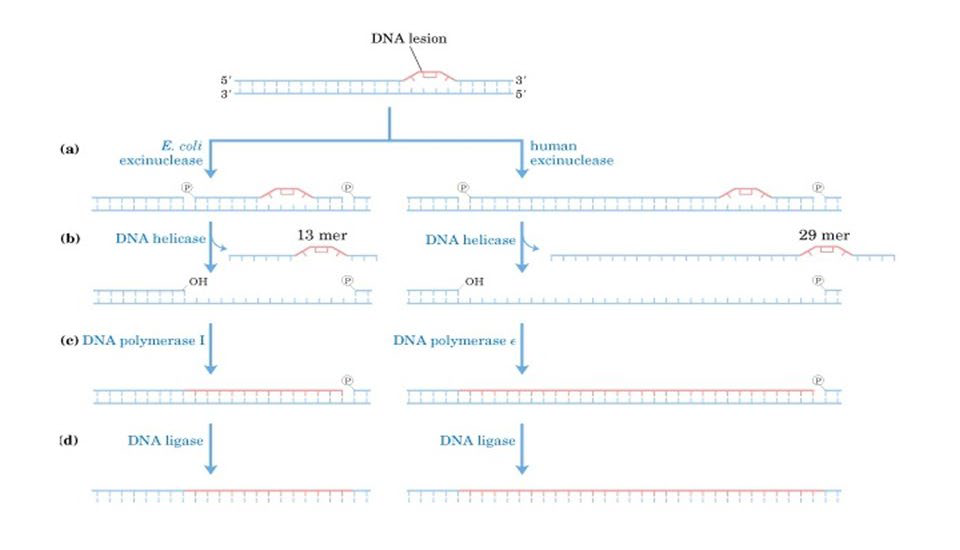 DNA lesion
5′ 3′
3′ 5′
(a) E. coli excinuclease
human excinuclease
P P P P
(b) DNA helicase 13 mer
DNA helicase 29 mer
OH P OH P
(c) DNA polymerase I
DNA polymerase ϵ
P P
(d) DNA ligase
DNA ligase